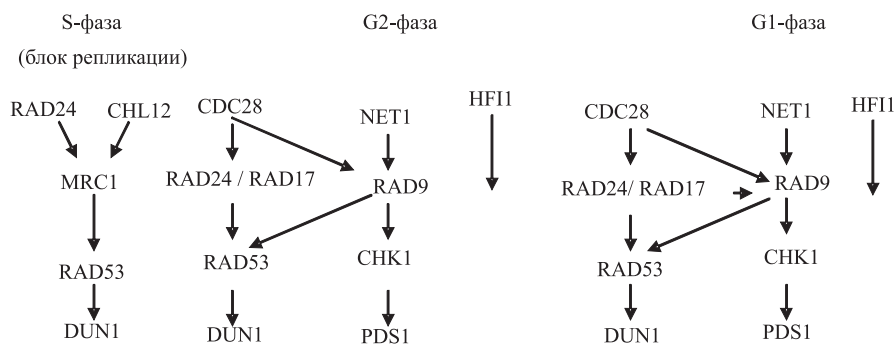 S-фаза
(блок репликации)
G2-фаза
G1-фаза
RAD24
CHL12
MRC1
RAD53
DUN1
CDC28
NET1
HFI1
RAD24 / RAD17
RAD9
RAD53
CHK1
DUN1
PDS1
CDC28
NET1
HFI1
RAD24/ RAD17
RAD9
RAD53
CHK1
DUN1
PDS1